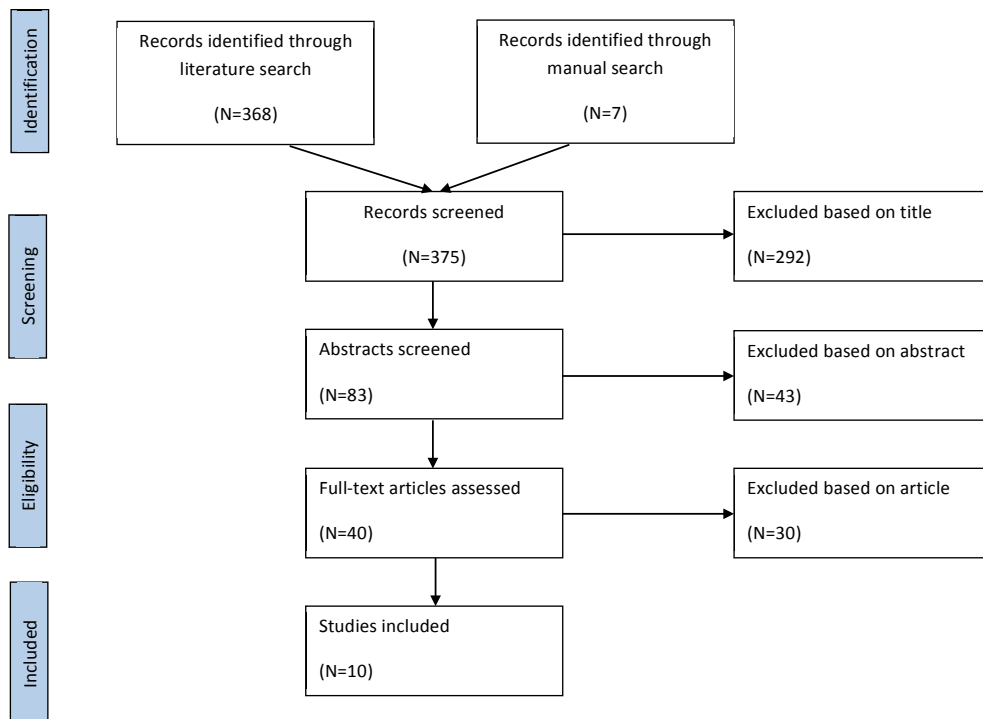 Identification
Records identified through
literature search
(N=368)
Records identified through
manual search
(N=7)
Screening
Records screened
(N=375)
Excluded based on title
(N=292)
Abstracts screened
(N=83)
Excluded based on abstract
(N=43)
Eligibility
Full-text articles assessed
(N=40)
Excluded based on article
(N=30)
Included
Studies included
(N=10)